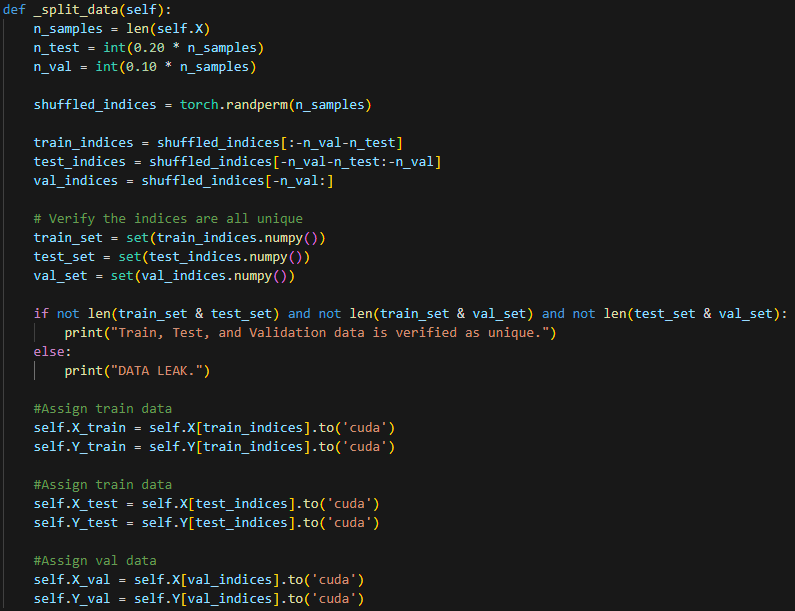 def _split_data(self):
    n_samples = len(self.X)
    n_test = int(0.20 * n_samples)
    n_val = int(0.10 * n_samples)

    shuffled_indices = torch.randperm(n_samples)

    train_indices = shuffled_indices[:-n_val-n_test]
    test_indices = shuffled_indices[-n_val-n_test:-n_val]
    val_indices = shuffled_indices[-n_val:]

    # Verify the indices are all unique
    train_set = set(train_indices.numpy())
    test_set = set(test_indices.numpy())
    val_set = set(val_indices.numpy())

    if not len(train_set & test_set) and not len(train_set & val_set) and not len(test_set & val_set):
        print("Train, Test, and Validation data is verified as unique.")
    else:
        print("DATA LEAK.")

    #Assign train data
    self.X_train = self.X[train_indices].to('cuda')
    self.Y_train = self.Y[train_indices].to('cuda')

    #Assign train data
    self.X_test = self.X[test_indices].to('cuda')
    self.Y_test = self.Y[test_indices].to('cuda')

    #Assign val data
    self.X_val = self.X[val_indices].to('cuda')
    self.Y_val = self.Y[val_indices].to('cuda')